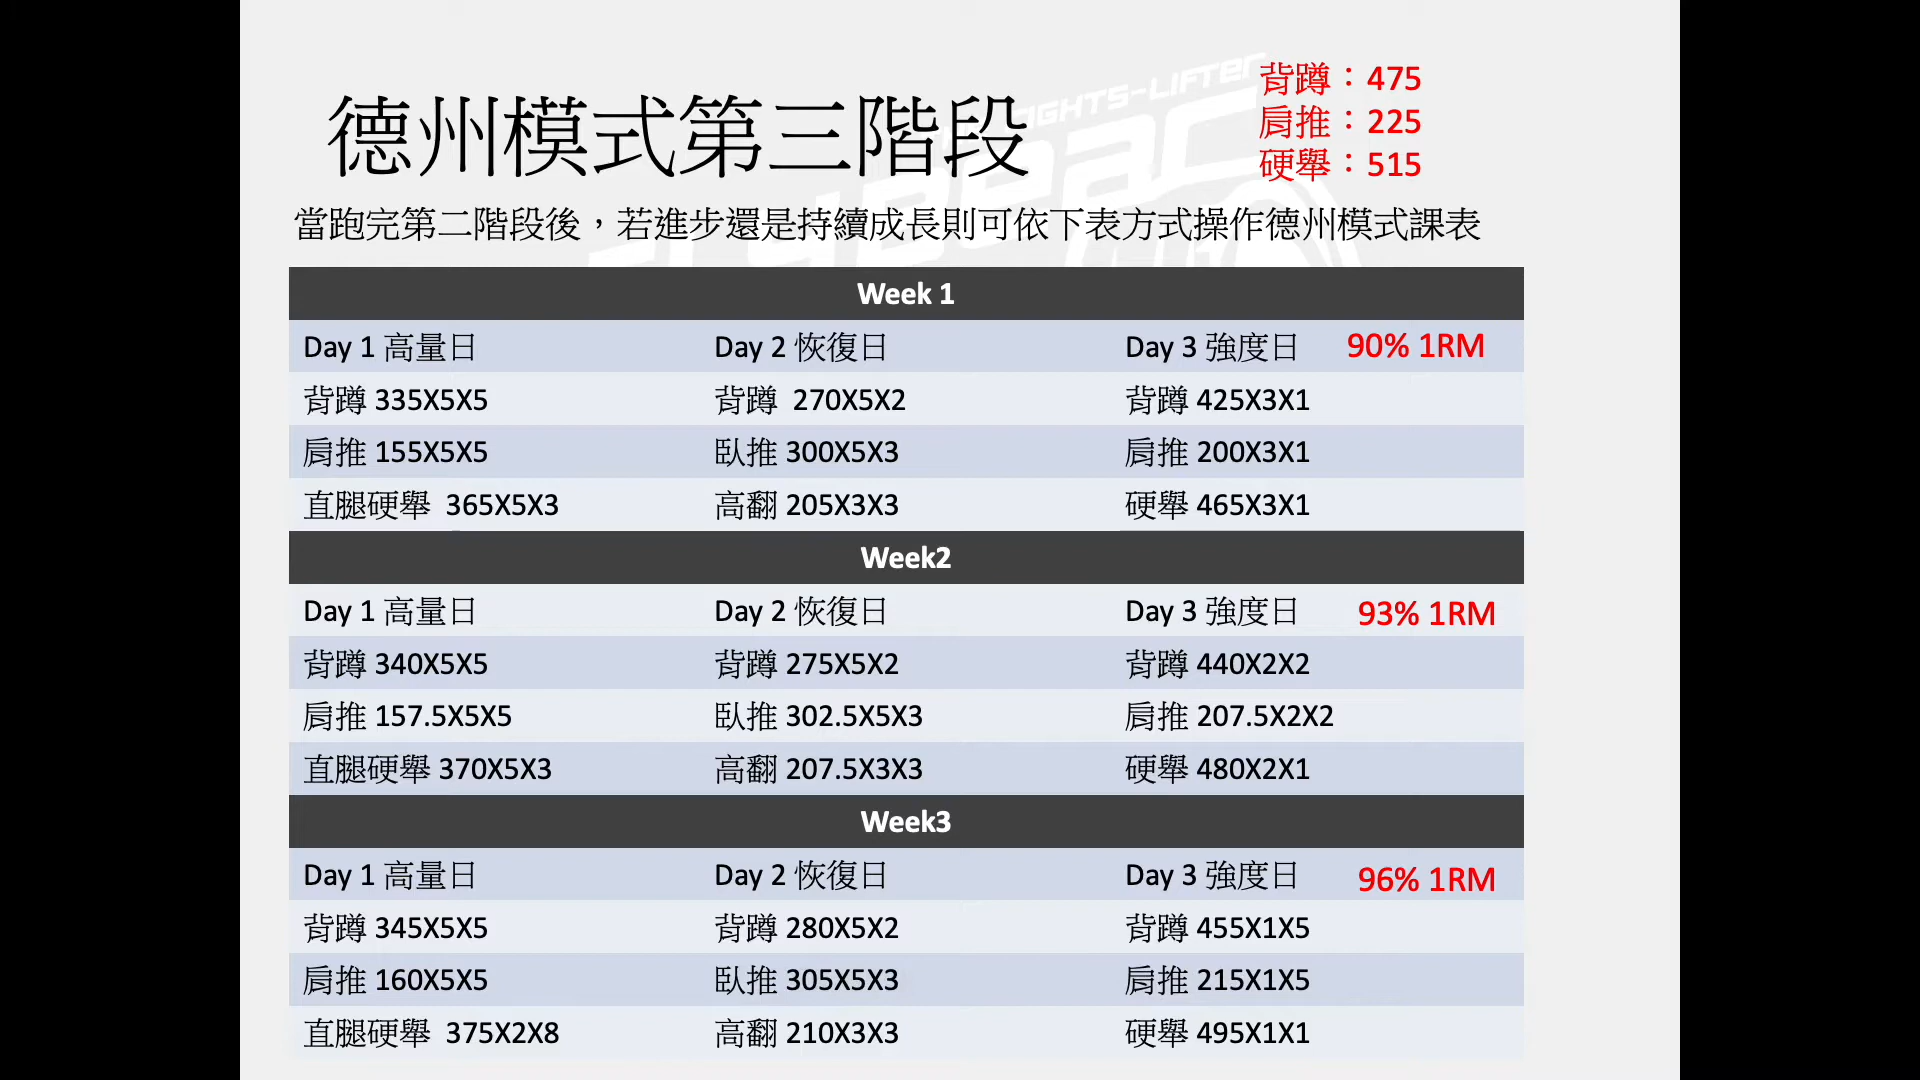 德州模式第三階段
背蹲：475
肩推：225
硬舉：515
當跑完第二階段後，若進步還是持續成長則可依下表方式操作德州模式課表
Week 1
Day 1 高量日 Day 2 恢復日 Day 3 強度日 90% 1RM
背蹲 335X5X5 背蹲 270X5X2 背蹲 425X3X1
肩推 155X5X5 臥推 300X5X3 肩推 200X3X1
直腿硬舉 365X5X3 高翻 205X3X3 硬舉 465X3X1
Week2
Day 1 高量日 Day 2 恢復日 Day 3 強度日 93% 1RM
背蹲 340X5X5 背蹲 275X5X2 背蹲 440X2X2
肩推 157.5X5X5 臥推 302.5X5X3 肩推 207.5X2X2
直腿硬舉 370X5X3 高翻 207.5X3X3 硬舉 480X2X1
Week3
Day 1 高量日 Day 2 恢復日 Day 3 強度日 96% 1RM
背蹲 345X5X5 背蹲 280X5X2 背蹲 455X1X5
肩推 160X5X5 臥推 305X5X3 肩推 215X1X5
直腿硬舉 375X2X8 高翻 210X3X3 硬舉 495X1X1